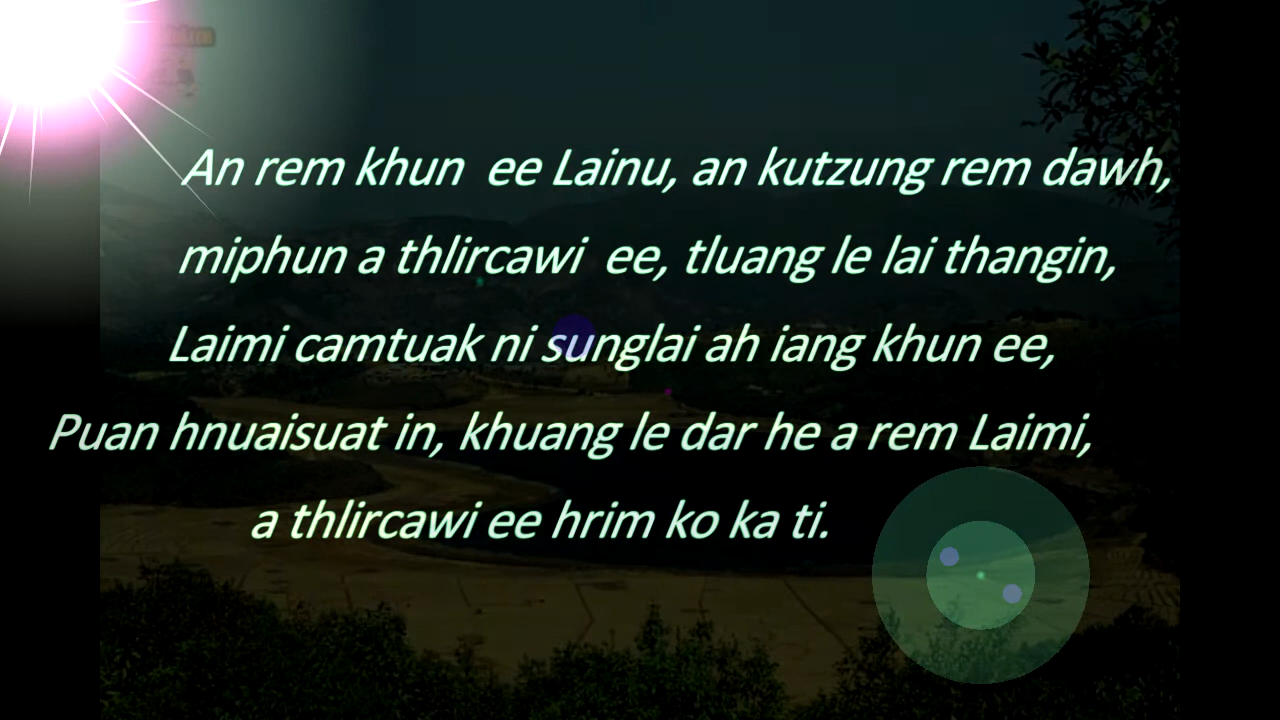 An rem khun ee Lainu, an kutzung rem dawh,
miphun a thlircawi ee, tluang le lai thangin,
Laimi camtuak ni sunglai ah iang khun ee,
Puan hnuaisuat in, khuang le dar he a rem Laimi,
a thlircawi ee hrim ko ka ti.